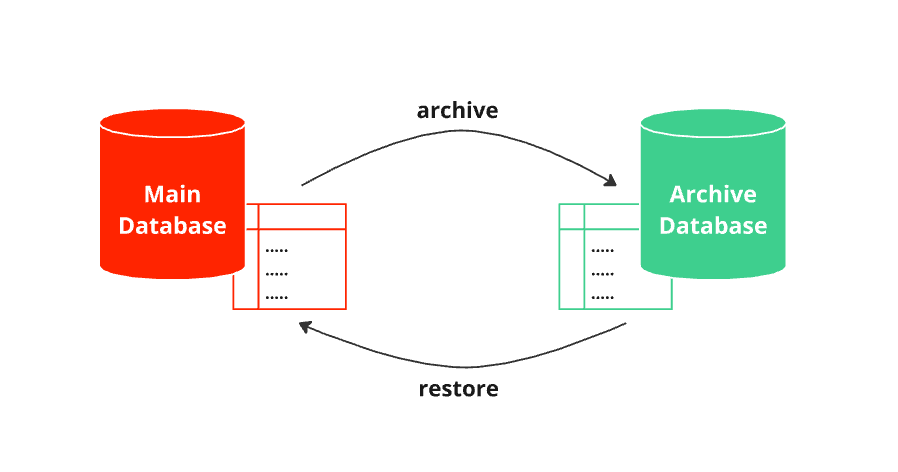 archive
Main
Database
Archive
Database
.....
.....
.....
.....
.....
.....
restore